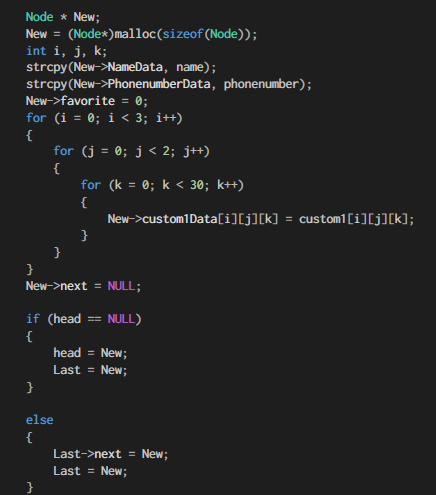 Node * New;
New = (Node*)malloc(sizeof(Node));
int i, j, k;
strcpy(New->NameData, name);
strcpy(New->PhonenumberData, phonenumber);
New->favorite = 0;
for (i = 0; i < 3; i++)
{
    for (j = 0; j < 2; j++)
    {
        for (k = 0; k < 30; k++)
        {
            New->custom1Data[i][j][k] = custom1[i][j][k];
        }
    }
}
New->next = NULL;

if (head == NULL)
{
    head = New;
    Last = New;
}

else
{
    Last->next = New;
    Last = New;
}